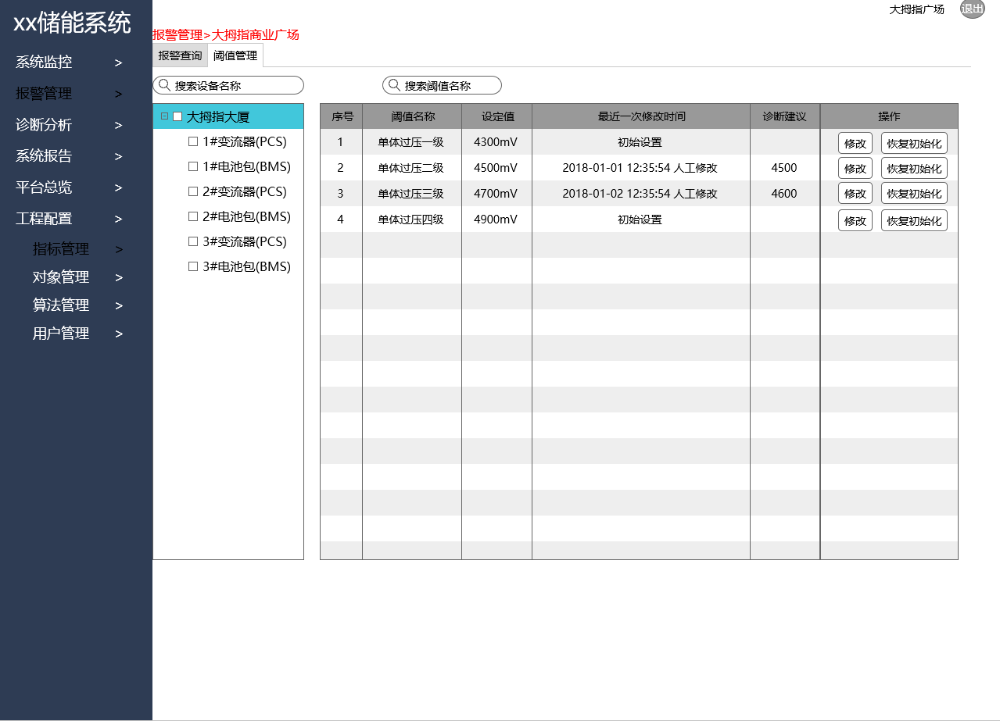 xx储能系统
大拇指广场
退出
系统监控 >
报警管理 >
诊断分析 >
系统报告 >
平台总览 >
工程配置 >
指标管理 >
对象管理 >
算法管理 >
用户管理 >
报警管理>大拇指商业广场
报警查询 阈值管理
搜索设备名称
搜索阈值名称
大拇指大厦
1#变流器(PCS)
1#电池包(BMS)
2#变流器(PCS)
2#电池包(BMS)
3#变流器(PCS)
3#电池包(BMS)
序号 阈值名称 设定值 最近一次修改时间 诊断建议 操作
1 单体过压一级 4300mV 初始设置 修改 恢复初始化
2 单体过压二级 4500mV 2018-01-01 12:35:54 人工修改 4500 修改 恢复初始化
3 单体过压三级 4700mV 2018-01-02 12:35:54 人工修改 4600 修改 恢复初始化
4 单体过压四级 4900mV 初始设置 修改 恢复初始化